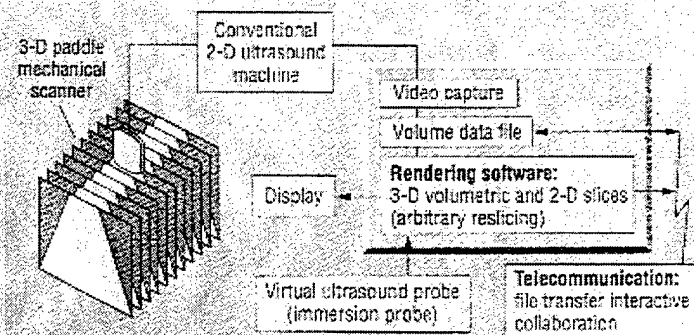 Conventional
2-D ultrasound
machine
3-D paddle
mechanical
scanner
Video capture
Volume data file
Rendering software:
3-D volumetric and 2-D slices
(arbitrary reslicing)
Display
Virtual ultrasound probe
(immersion probe)
Telecommunication:
file transfer interactive
collaboration